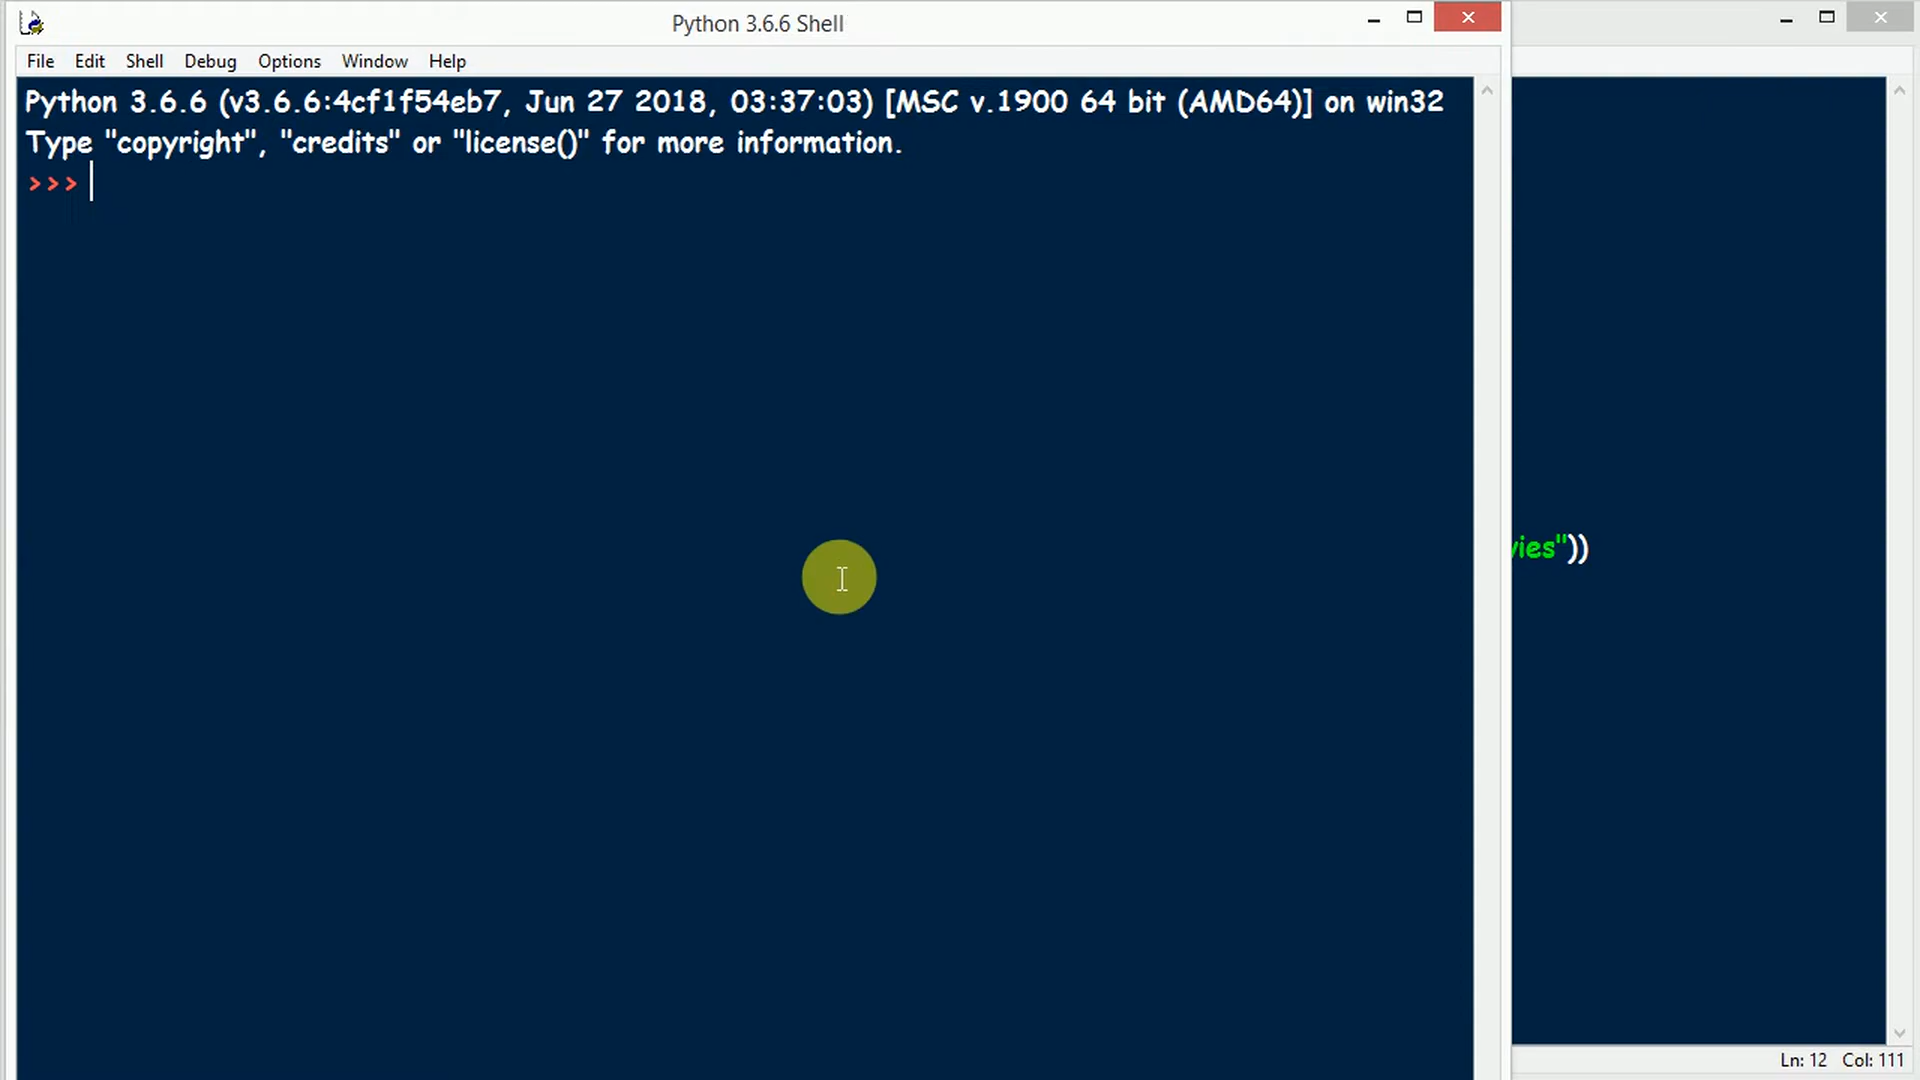 Python 3.6.6 Shell
File Edit Shell Debug Options Window Help
Python 3.6.6 (v3.6.6:4cf1f54eb7, Jun 27 2018, 03:37:03) [MSC v.1900 64 bit (AMD64)] on win32
Type "copyright", "credits" or "license()" for more information.
>>>
vies"))
Ln: 12 Col: 111